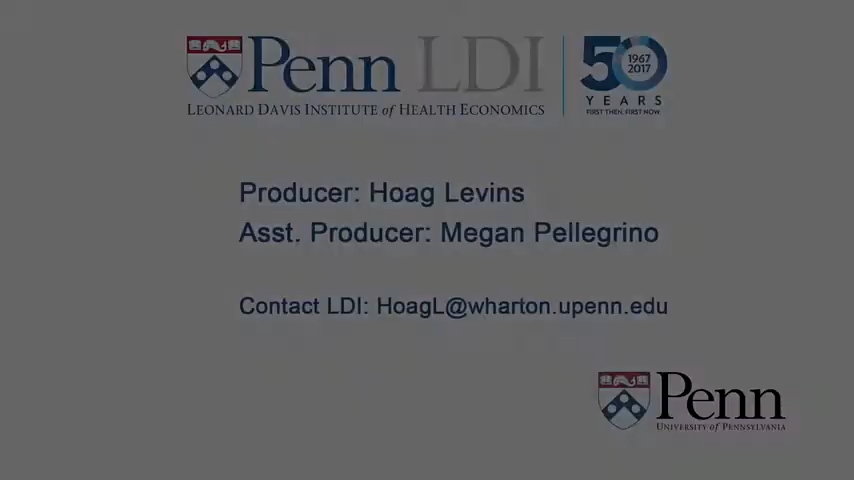 Penn LDI
LEONARD DAVIS INSTITUTE of HEALTH ECONOMICS
50
1967
2017
YEARS
FIRST THEN. FIRST NOW.
Producer: Hoag Levins
Asst. Producer: Megan Pellegrino
Contact LDI: HoagL@wharton.upenn.edu
Penn
UNIVERSITY of PENNSYLVANIA